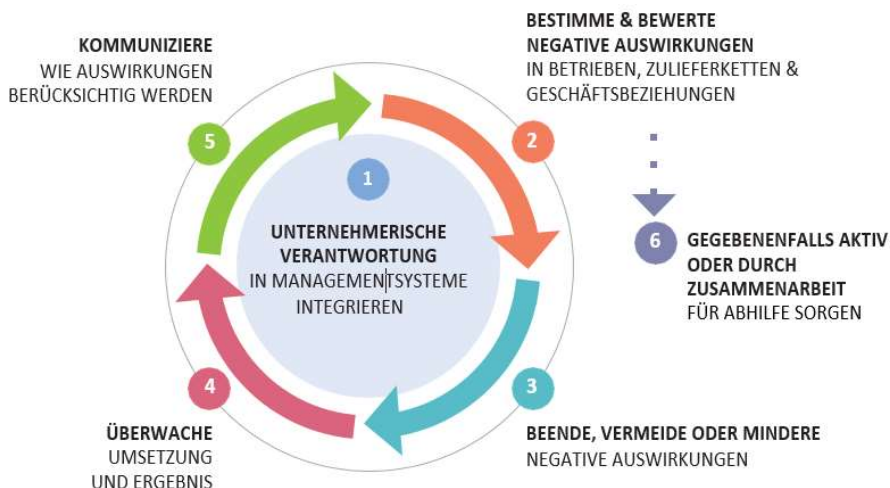 KOMMUNIZIERE
WIE AUSWIRKUNGEN
BERÜCKSICHTIG WERDEN
5
BESTIMME & BEWERTE
NEGATIVE AUSWIRKUNGEN
IN BETRIEBEN, ZULIEFERKETTEN &
GESCHÄFTSBEZIEHUNGEN
2
1
UNTERNEHMERISCHE
VERANTWORTUNG
IN MANAGEMENTSYSTEME
INTEGRIEREN
6
GEGEBENENFALLS AKTIV
ODER DURCH
ZUSAMMENARBEIT
FÜR ABHILFE SORGEN
4
ÜBERWACHE
UMSETZUNG
UND ERGEBNIS
3
BEENDE, VERMEIDE ODER MINDERE
NEGATIVE AUSWIRKUNGEN